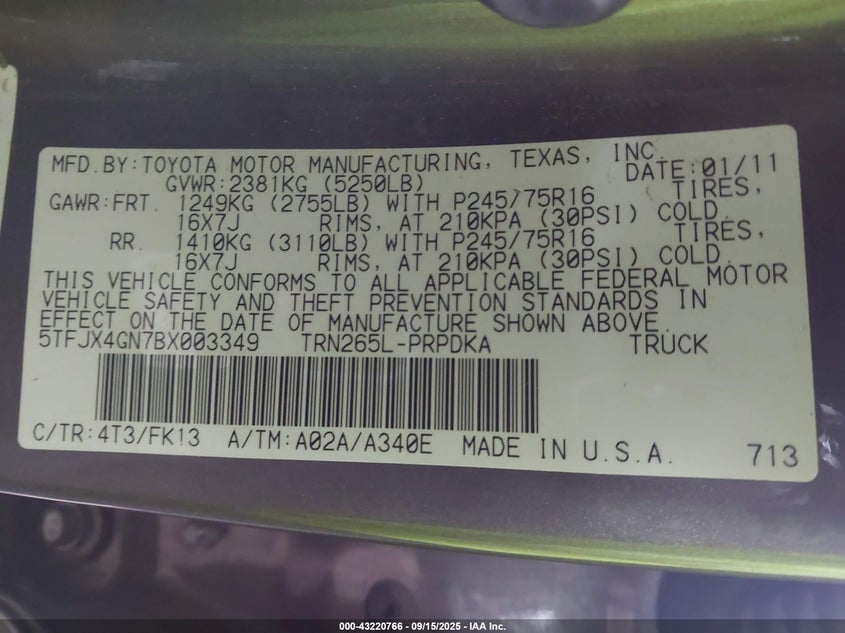 MFD.BY:TOYOTA MOTOR MANUFACTURING, TEXAS, INC. DATE:01/11
GVWR:2381KG (5250LB)
GAWR:FRT. 1249KG (2755LB) WITH P245/75R16 TIRES,
16X7J RIMS, AT 210KPA (30PSI) COLD.
RR. 1410KG (3110LB) WITH P245/75R16 TIRES,
16X7J RIMS, AT 210KPA (30PSI) COLD.
THIS VEHICLE CONFORMS TO ALL APPLICABLE FEDERAL MOTOR
VEHICLE SAFETY AND THEFT PREVENTION STANDARDS IN
EFFECT ON THE DATE OF MANUFACTURE SHOWN ABOVE.
5TFJX4GN7BX003349 TRN265L-PRPDKA TRUCK
C/TR:4T3/FK13 A/TM:A02A/A340E MADE IN U.S.A. 713
000-43220766 - 09/15/2025 - IAA Inc.